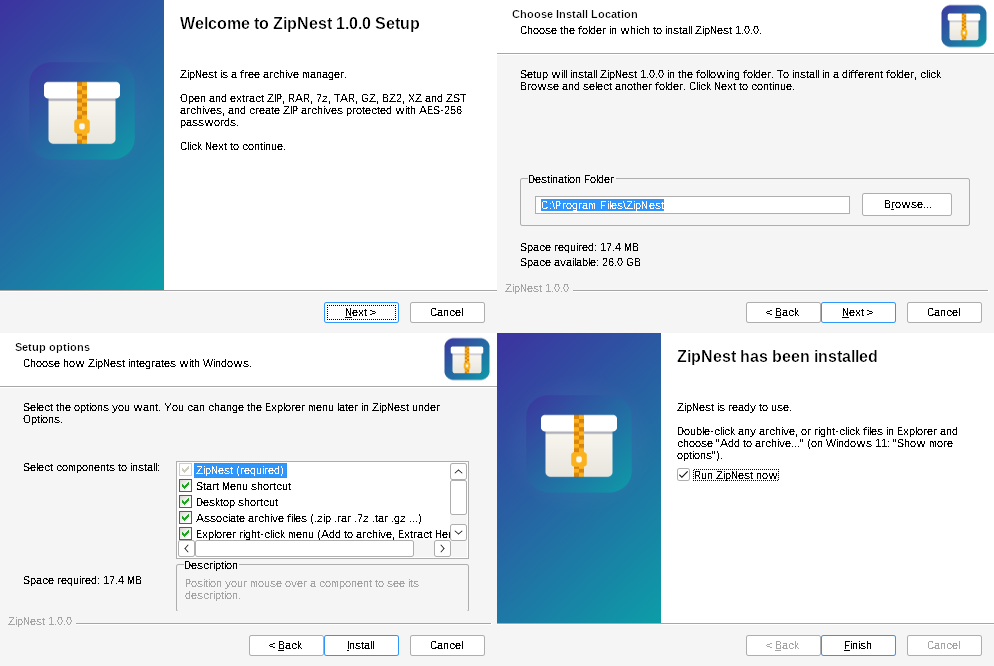 Welcome to ZipNest 1.0.0 Setup
ZipNest is a free archive manager.
Open and extract ZIP, RAR, 7z, TAR, GZ, BZ2, XZ and ZST
archives, and create ZIP archives protected with AES-256
passwords.
Click Next to continue.
Next >
Cancel
Choose Install Location
Choose the folder in which to install ZipNest 1.0.0.
Setup will install ZipNest 1.0.0 in the following folder. To install in a different folder, click
Browse and select another folder. Click Next to continue.
Destination Folder
C:\Program Files\ZipNest
Browse...
Space required: 17.4 MB
Space available: 26.0 GB
ZipNest 1.0.0
< Back
Next >
Cancel
Setup options
Choose how ZipNest integrates with Windows.
Select the options you want. You can change the Explorer menu later in ZipNest under
Options.
Select components to install:
ZipNest (required)
Start Menu shortcut
Desktop shortcut
Associate archive files (.zip .rar .7z .tar .gz ...)
Explorer right-click menu (Add to archive, Extract Her
Space required: 17.4 MB
Description
Position your mouse over a component to see its
description.
ZipNest 1.0.0
< Back
Install
Cancel
ZipNest has been installed
ZipNest is ready to use.
Double-click any archive, or right-click files in Explorer and
choose "Add to archive..." (on Windows 11: "Show more
options").
Run ZipNest now
< Back
Finish
Cancel